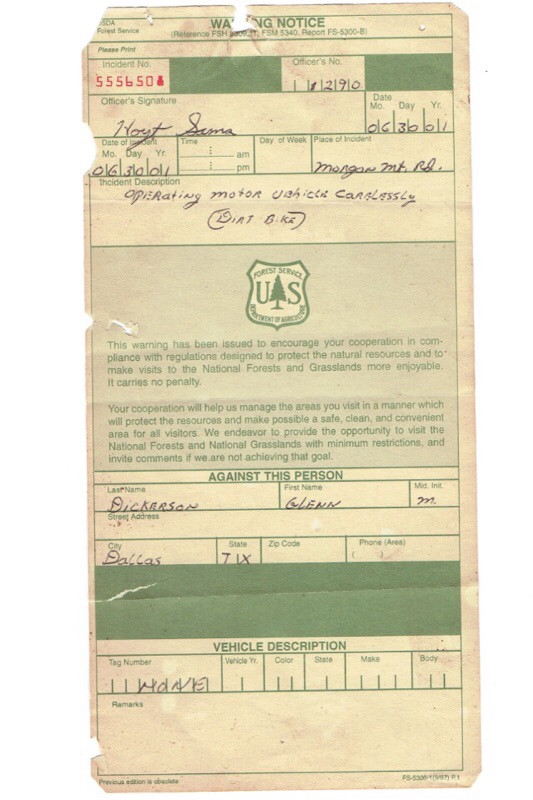 USDA
Forest Service
WARNING NOTICE
(Reference FSH 5309.11, FSM 5340, Report FS-5300-B)
Please Print
Incident No.
Officer's No.
5556508
1290
Officer's Signature
Date
Mo. Day Yr.
Hoyt Sims
06 30 01
Date of Incident
Mo. Day Yr.
Time
am
pm
Day of Week
Place of Incident
06 30 01
Morgan Mt. Rd.
Incident Description
Operating motor vehicle carelessly
(Dirt Bike)
FOREST SERVICE
U S
DEPARTMENT OF AGRICULTURE
This warning has been issued to encourage your cooperation in com-
pliance with regulations designed to protect the natural resources and to
make visits to the National Forests and Grasslands more enjoyable.
It carries no penalty.
Your cooperation will help us manage the areas you visit in a manner which
will protect the resources and make possible a safe, clean, and convenient
area for all visitors. We endeavor to provide the opportunity to visit the
National Forests and National Grasslands with minimum restrictions, and
invite comments if we are not achieving that goal.
AGAINST THIS PERSON
Last Name First Name Mid. Init.
Dickerson Glenn M.
Street Address
City State Zip Code Phone (Area)
Dallas TX ( )
VEHICLE DESCRIPTION
Tag Number Vehicle Yr. Color State Make Body
NONE
Remarks
Previous edition is obsolete
P.1